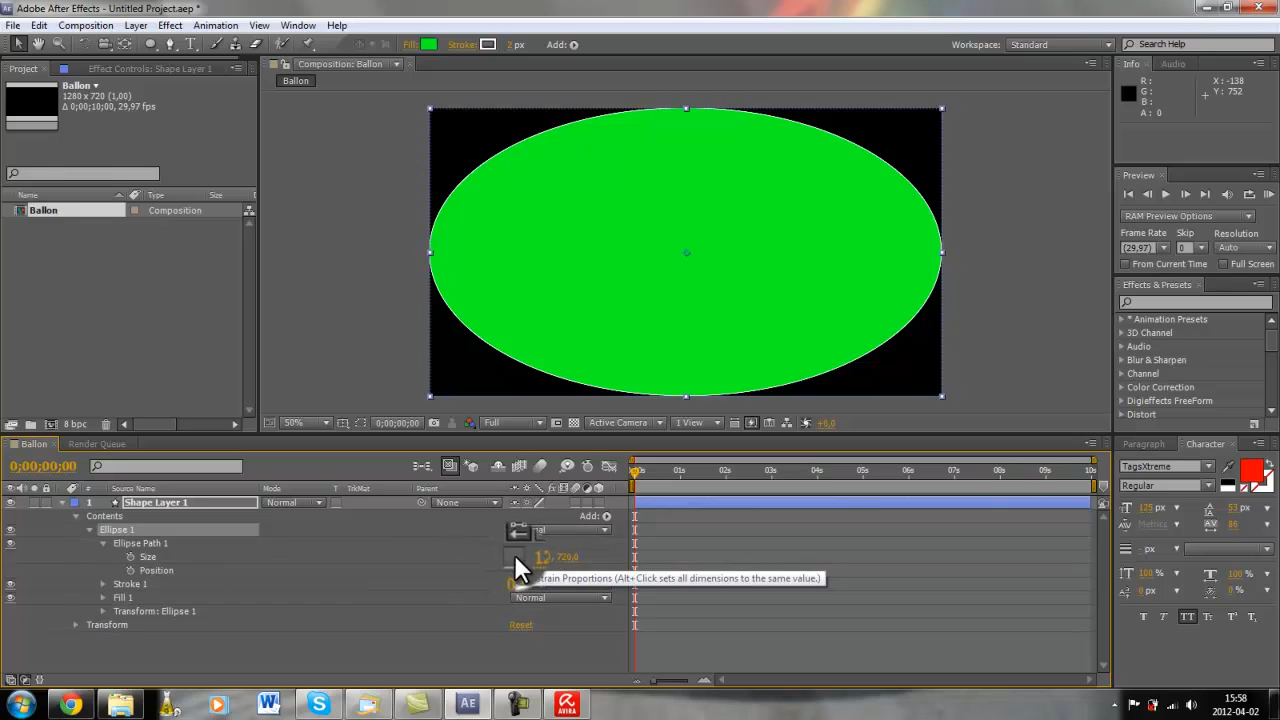 Adobe After Effects - Untitled Project.aep *
File Edit Composition Layer Effect Animation View Window Help
Fill: Stroke: 2 px Add:
Workspace: Standard
Search Help
Project
Effect Controls: Shape Layer 1
Composition: Ballon
Info Audio
Ballon
Ballon
1280 x 720 (1,00)
Δ 0;00;10;00, 29,97 fps
R :
G :
B :
A : 0
X : -138
Y : 752
Preview
RAM Preview Options
Frame Rate Skip Resolution
(29,97) 0 Auto
From Current Time Full Screen
Name Type Size
Ballon Composition
Effects & Presets
* Animation Presets
3D Channel
Audio
Blur & Sharpen
Channel
Color Correction
Digieffects FreeForm
Distort
8 bpc
50% 0;00;00;00 Full Active Camera 1 View +0,0
Ballon Render Queue
Paragraph Character
0;00;00;00
01s 02s 03s 04s 05s 06s 07s 08s 09s 10s
TagsXtreme
Regular
# Source Name Mode T TrkMat Parent
1 Shape Layer 1 Normal None
Contents Add:
Ellipse 1
Ellipse Path 1
Size , 720,0
Position
Stroke 1
Fill 1 Normal
Transform: Ellipse 1
Transform Reset
train Proportions (Alt+Click sets all dimensions to the same value.)
125 px 53 px
Metrics 86
- px
100 % 100 %
0 px 0 %
T T TT Tt T¹ T₁
W S Ae AVIRA
15:58
2012-04-02